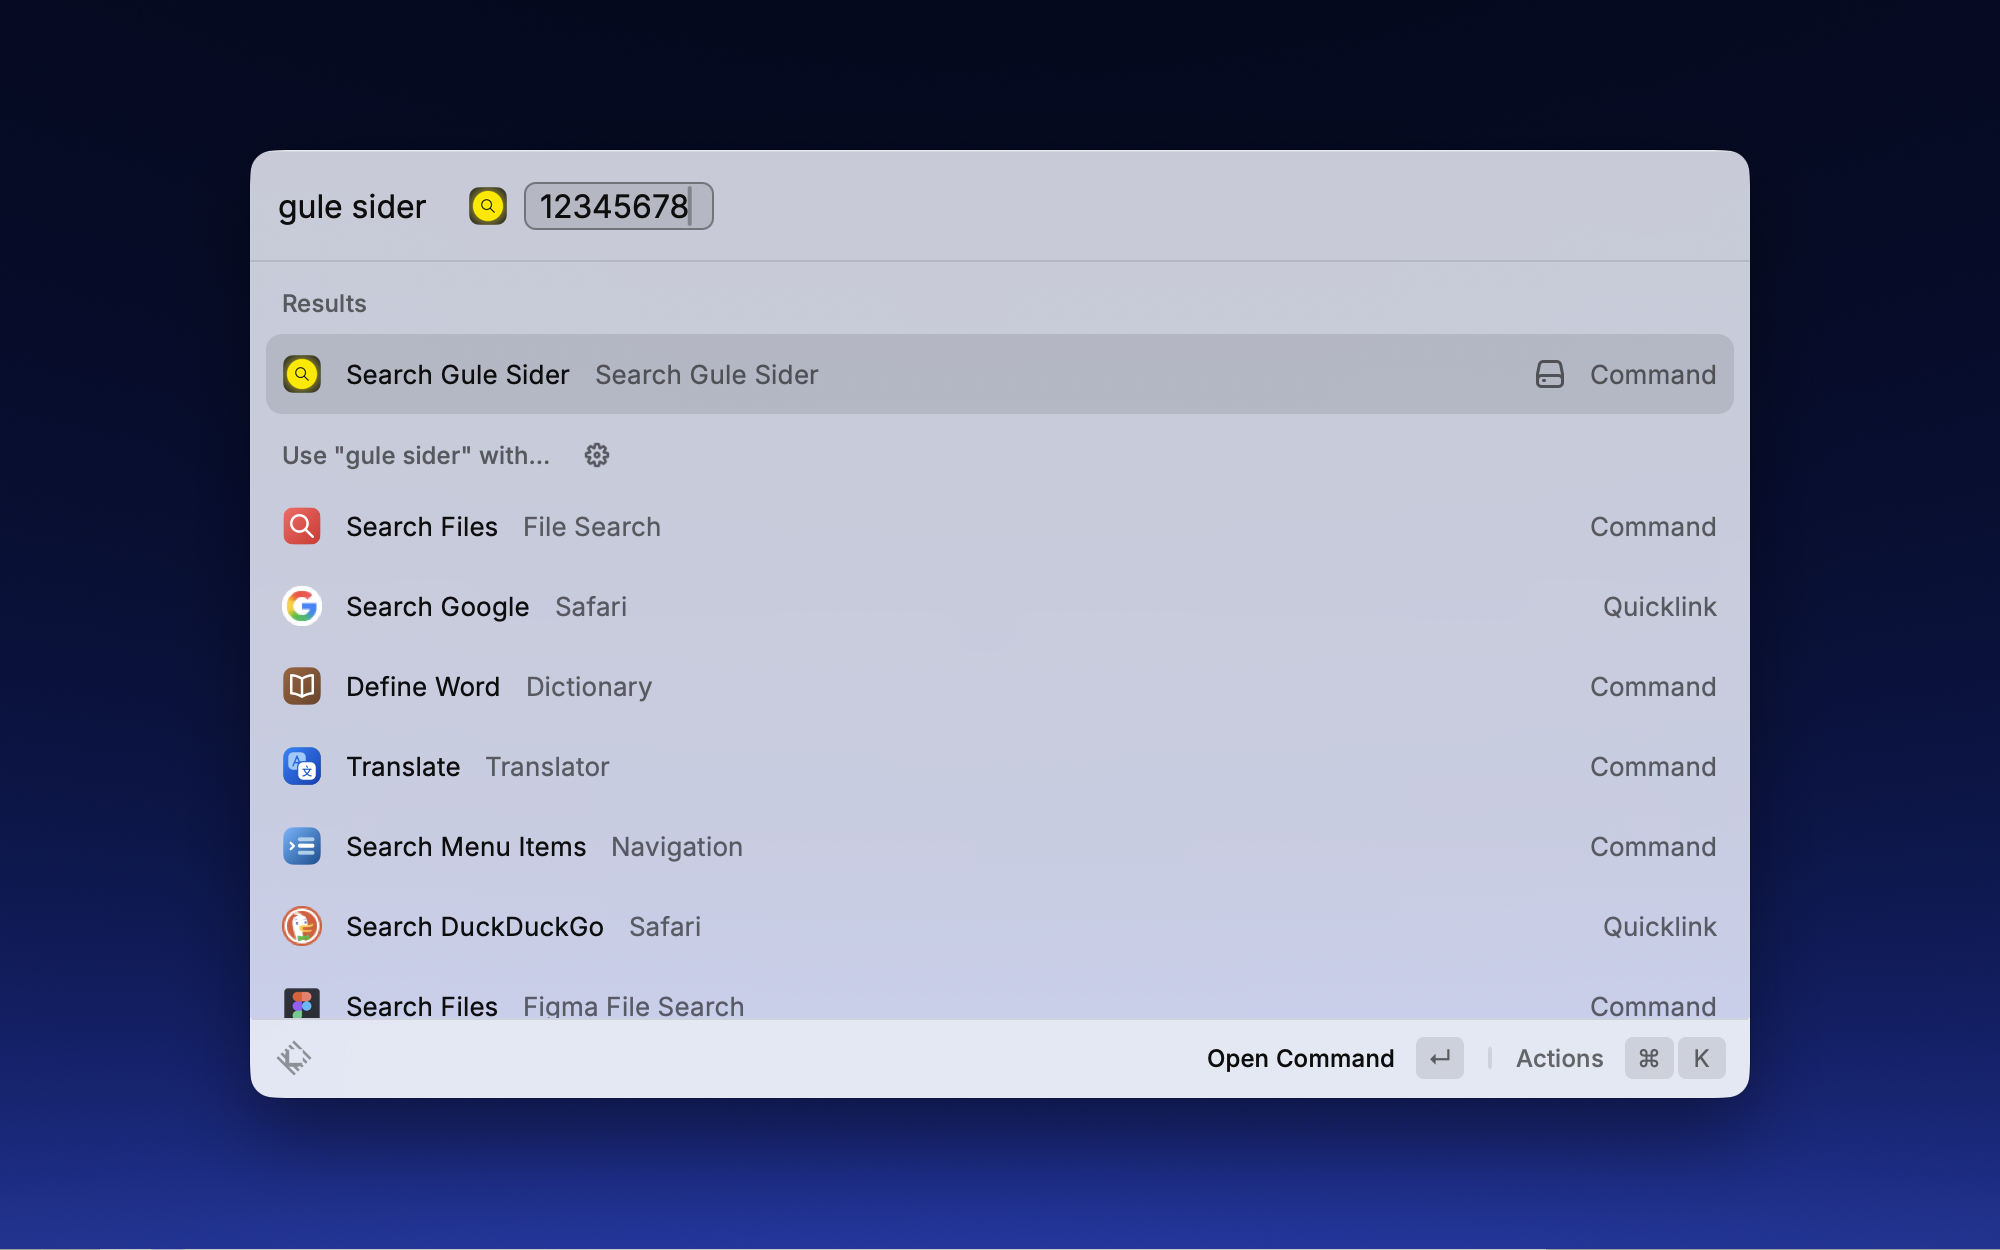 gule sider 12345678
Results
Search Gule Sider Search Gule Sider Command
Use "gule sider" with...
Search Files File Search Command
Search Google Safari Quicklink
Define Word Dictionary Command
Translate Translator Command
Search Menu Items Navigation Command
Search DuckDuckGo Safari Quicklink
Search Files Figma File Search Command
Open Command ↵ Actions ⌘ K